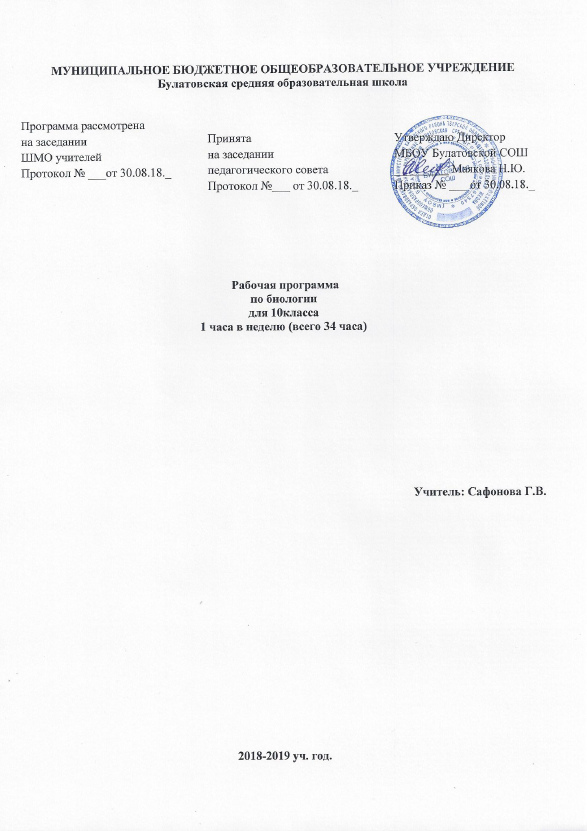 МУНИЦИПАЛЬНОЕ БЮДЖЕТНОЕ ОБЩЕОБРАЗОВАТЕЛЬНОЕ УЧРЕЖДЕНИЕ
Булатовская средняя образовательная школа
Программа рассмотрена
на заседании
ШМО учителей
Протокол № ___от 30.08.18._
Принята
на заседании
педагогического совета
Протокол №___ от 30.08.18._
Утверждаю Директор
МБОУ Булатовской СОШ
Маякова Н.Ю.
Приказ № ___ от 30.08.18._
Рабочая программа
по биологии
для 10класса
1 часа в неделю (всего 34 часа)
Учитель: Сафонова Г.В.
2018-2019 уч. год.